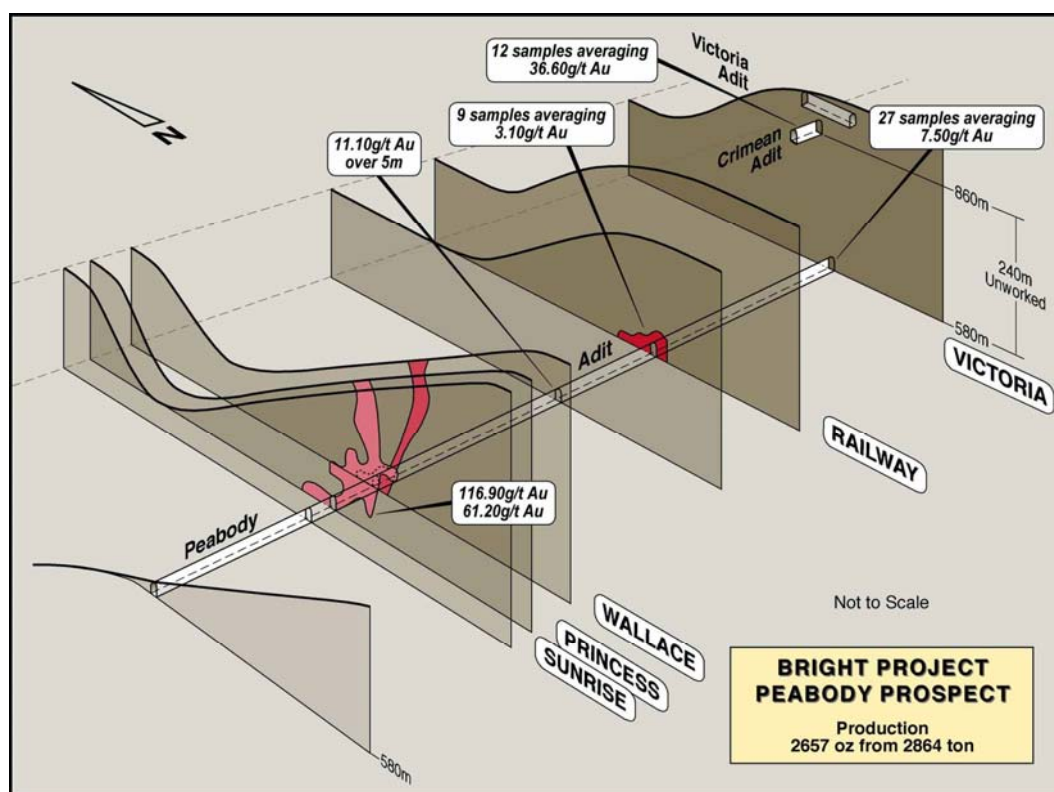 12 samples averaging
36.60g/t Au
Victoria
Adit
9 samples averaging
3.10g/t Au
27 samples averaging
7.50g/t Au
11.10g/t Au
over 5m
N
Crimean
Adit
860m
240m
Unworked
580m
VICTORIA
Adit
RAILWAY
116.90g/t Au
61.20g/t Au
Peabody
Not to Scale
WALLACE
PRINCESS
SUNRISE
580m
BRIGHT PROJECT
PEABODY PROSPECT
Production
2657 oz from 2864 ton